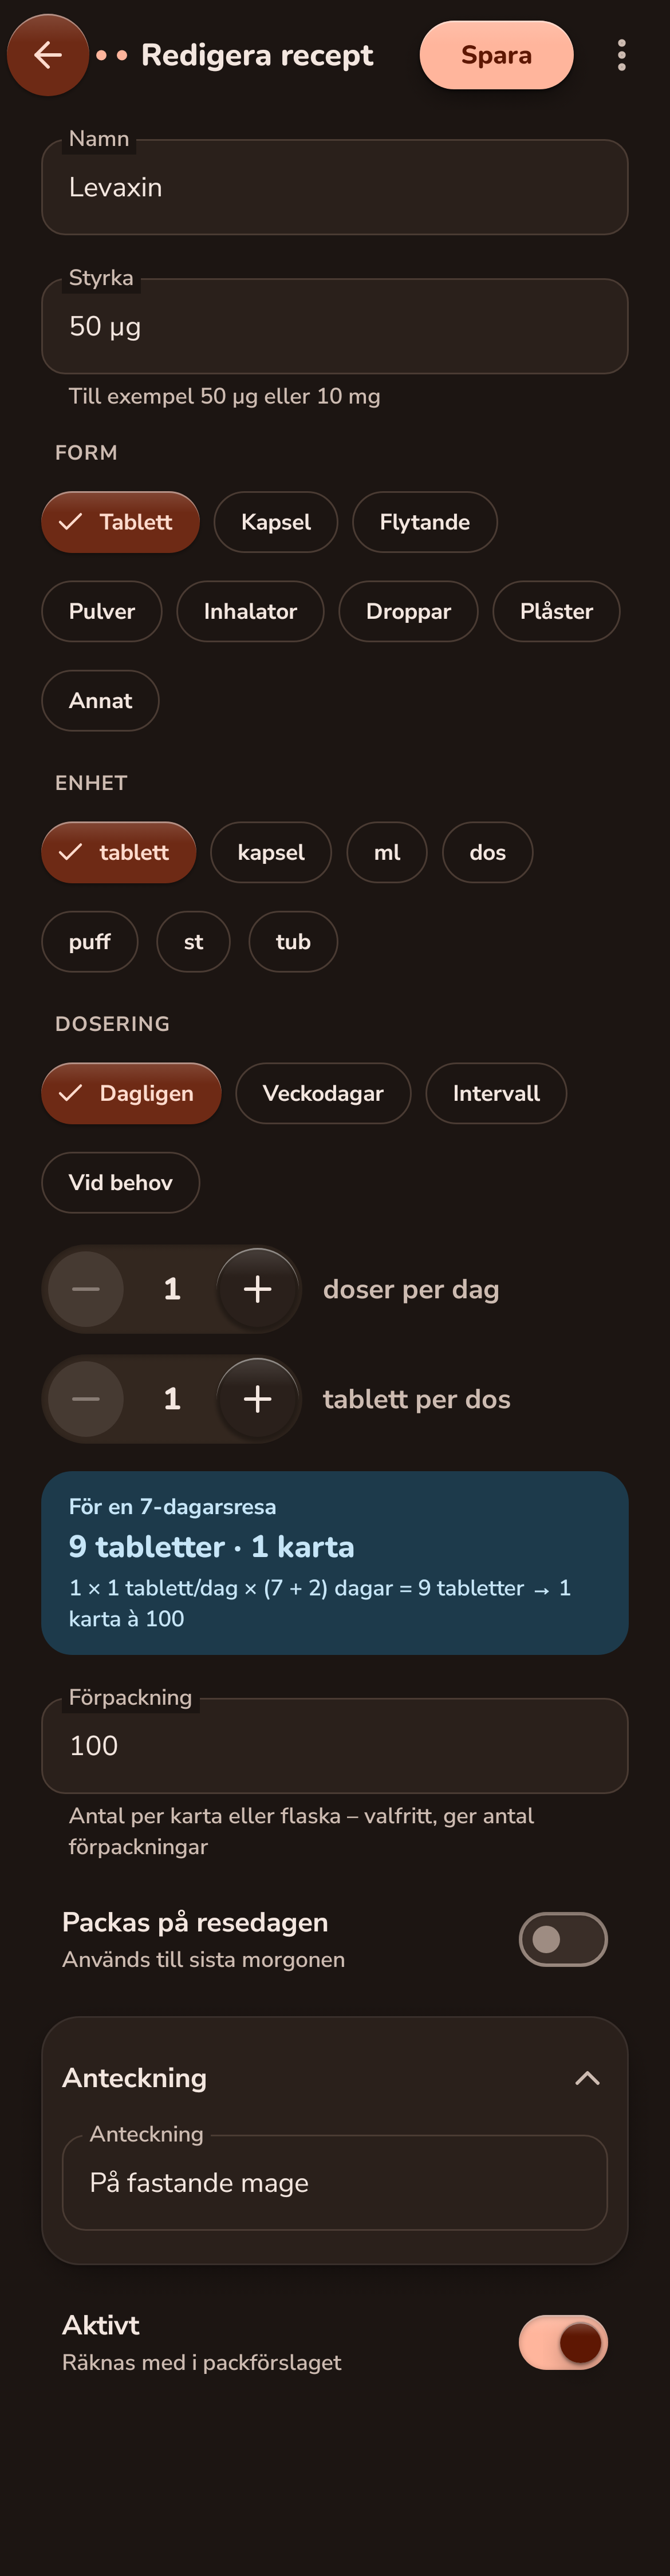 Redigera recept
Spara
Namn
Levaxin
Styrka
50 µg
Till exempel 50 µg eller 10 mg
FORM
Tablett
Kapsel
Flytande
Pulver
Inhalator
Droppar
Plåster
Annat
ENHET
tablett
kapsel
ml
dos
puff
st
tub
DOSERING
Dagligen
Veckodagar
Intervall
Vid behov
1
doser per dag
1
tablett per dos
För en 7-dagarsresa
9 tabletter · 1 karta
1 × 1 tablett/dag × (7 + 2) dagar = 9 tabletter → 1
karta à 100
Förpackning
100
Antal per karta eller flaska – valfritt, ger antal
förpackningar
Packas på resedagen
Används till sista morgonen
Anteckning
Anteckning
På fastande mage
Aktivt
Räknas med i packförslaget